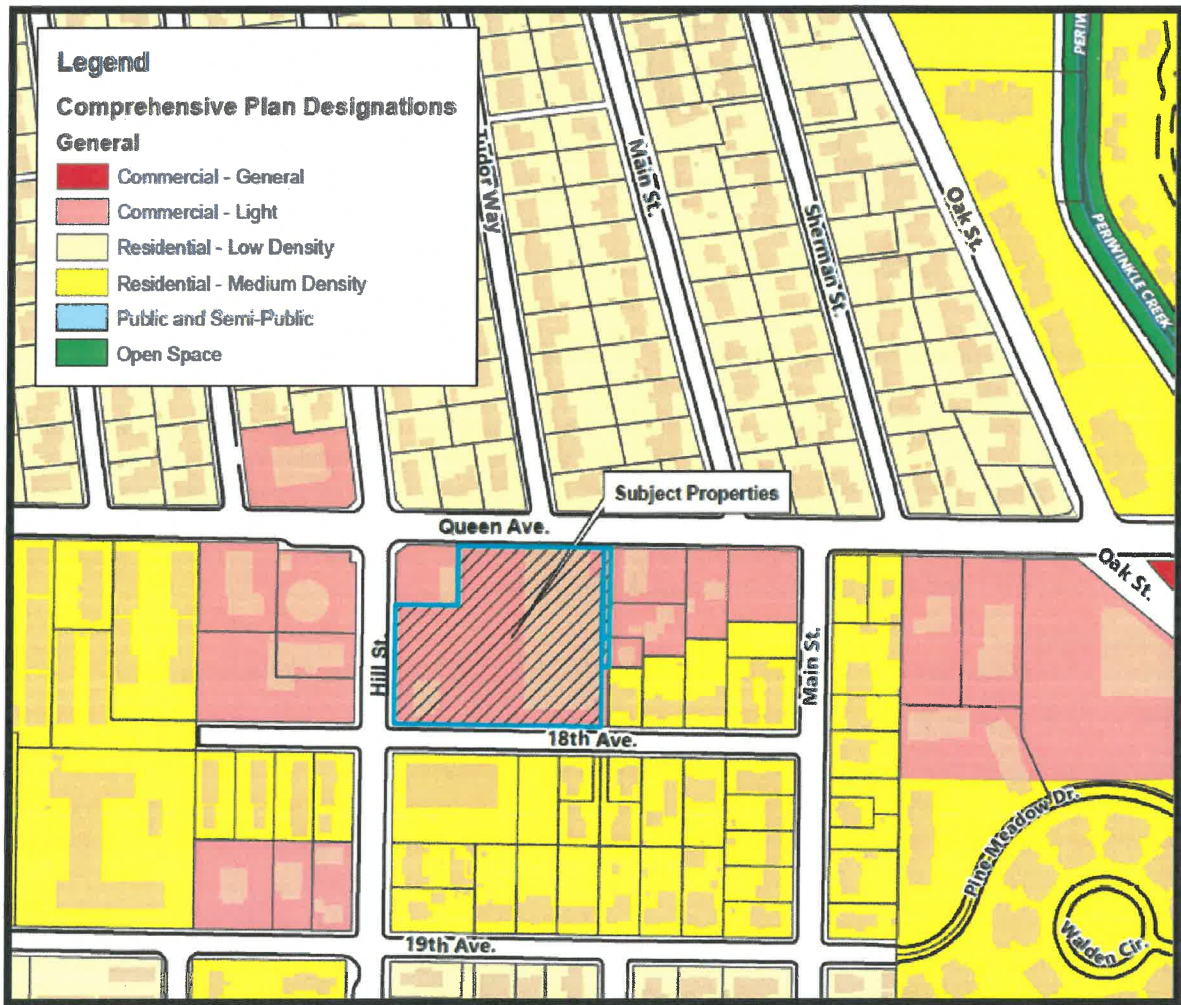 Legend
Comprehensive Plan Designations
General
Commercial - General
Commercial - Light
Residential - Low Density
Residential - Medium Density
Public and Semi-Public
Open Space
Tudor Way
Main St.
Sherman St.
Oak St.
PERIW
PERIWINKLE CREEK
Subject Properties
Queen Ave.
Oak St.
Hill St.
Main St.
18th Ave.
Pine Meadow Dr.
Walden Cir.
19th Ave.